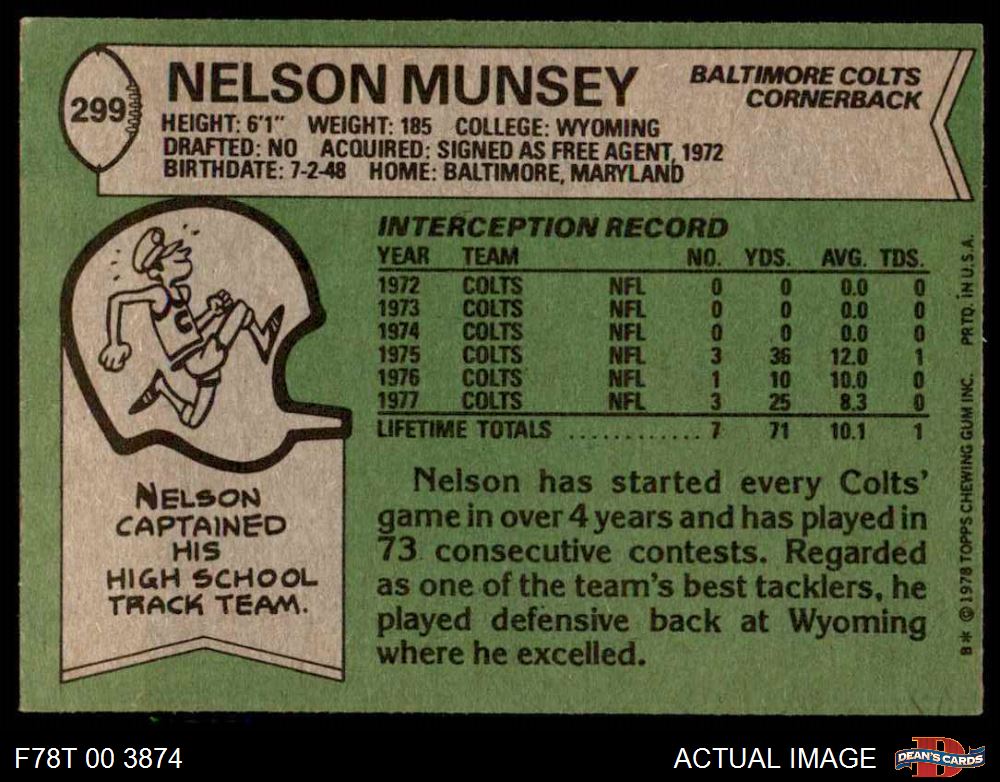 299
NELSON MUNSEY
BALTIMORE COLTS
CORNERBACK
HEIGHT: 6'1" WEIGHT: 185 COLLEGE: WYOMING
DRAFTED: NO ACQUIRED: SIGNED AS FREE AGENT, 1972
BIRTHDATE: 7-2-48 HOME: BALTIMORE, MARYLAND
C
NELSON
CAPTAINED
HIS
HIGH SCHOOL
TRACK TEAM.
INTERCEPTION RECORD
YEAR TEAM NO. YDS. AVG. TDS.
1972 COLTS NFL 0 0 0.0 0
1973 COLTS NFL 0 0 0.0 0
1974 COLTS NFL 0 0 0.0 0
1975 COLTS NFL 3 36 12.0 1
1976 COLTS NFL 1 10 10.0 0
1977 COLTS NFL 3 25 8.3 0
LIFETIME TOTALS ............ 7 71 10.1 1
Nelson has started every Colts'
game in over 4 years and has played in
73 consecutive contests. Regarded
as one of the team's best tacklers, he
played defensive back at Wyoming
where he excelled.
B* ©1978 TOPPS CHEWING GUM INC. PRTD. IN U.S.A.
F78T 00 3874
ACTUAL IMAGE
D
DEAN'S CARDS